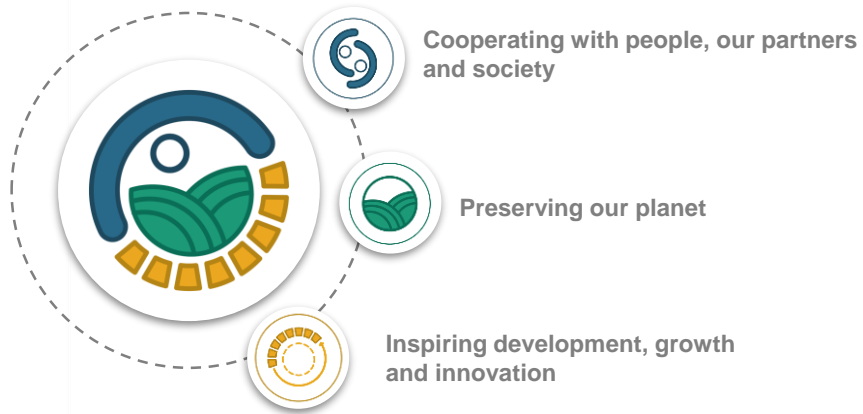 Cooperating with people, our partners
and society
Preserving our planet
Inspiring development, growth
and innovation